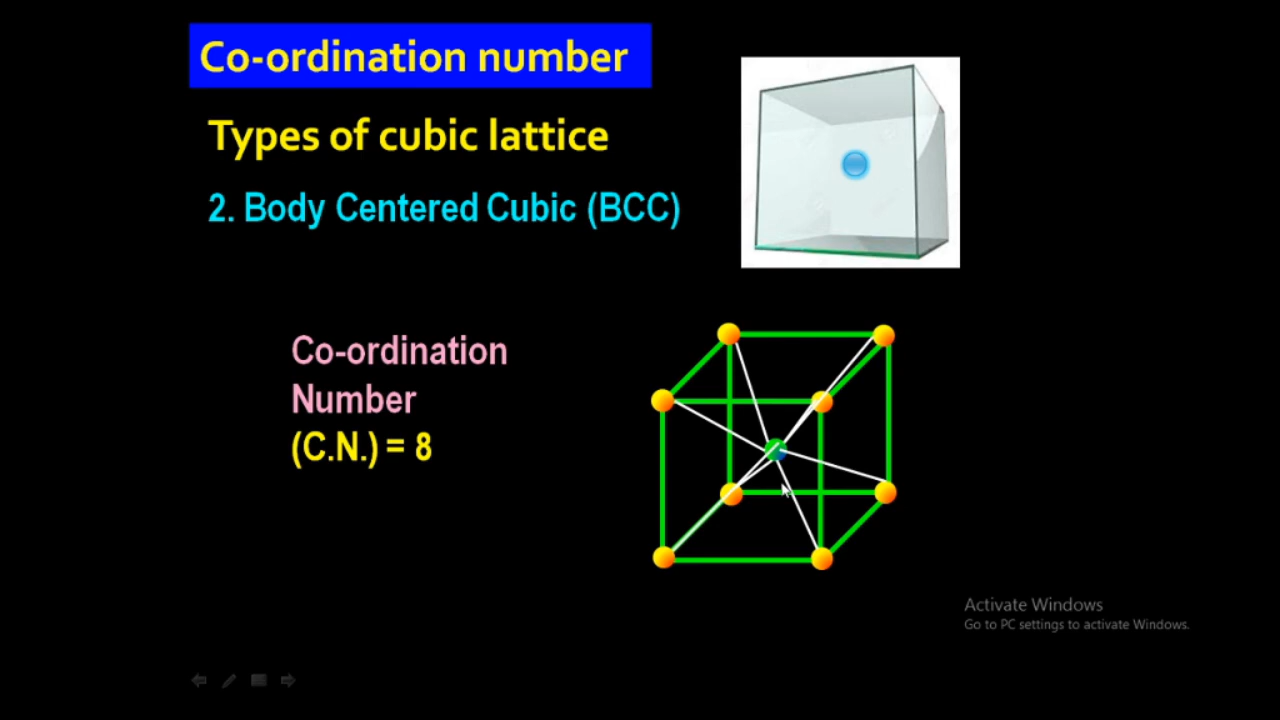 Co-ordination number
Types of cubic lattice
2. Body Centered Cubic (BCC)
Co-ordination
Number
(C.N.) = 8
Activate Windows
Go to PC settings to activate Windows.